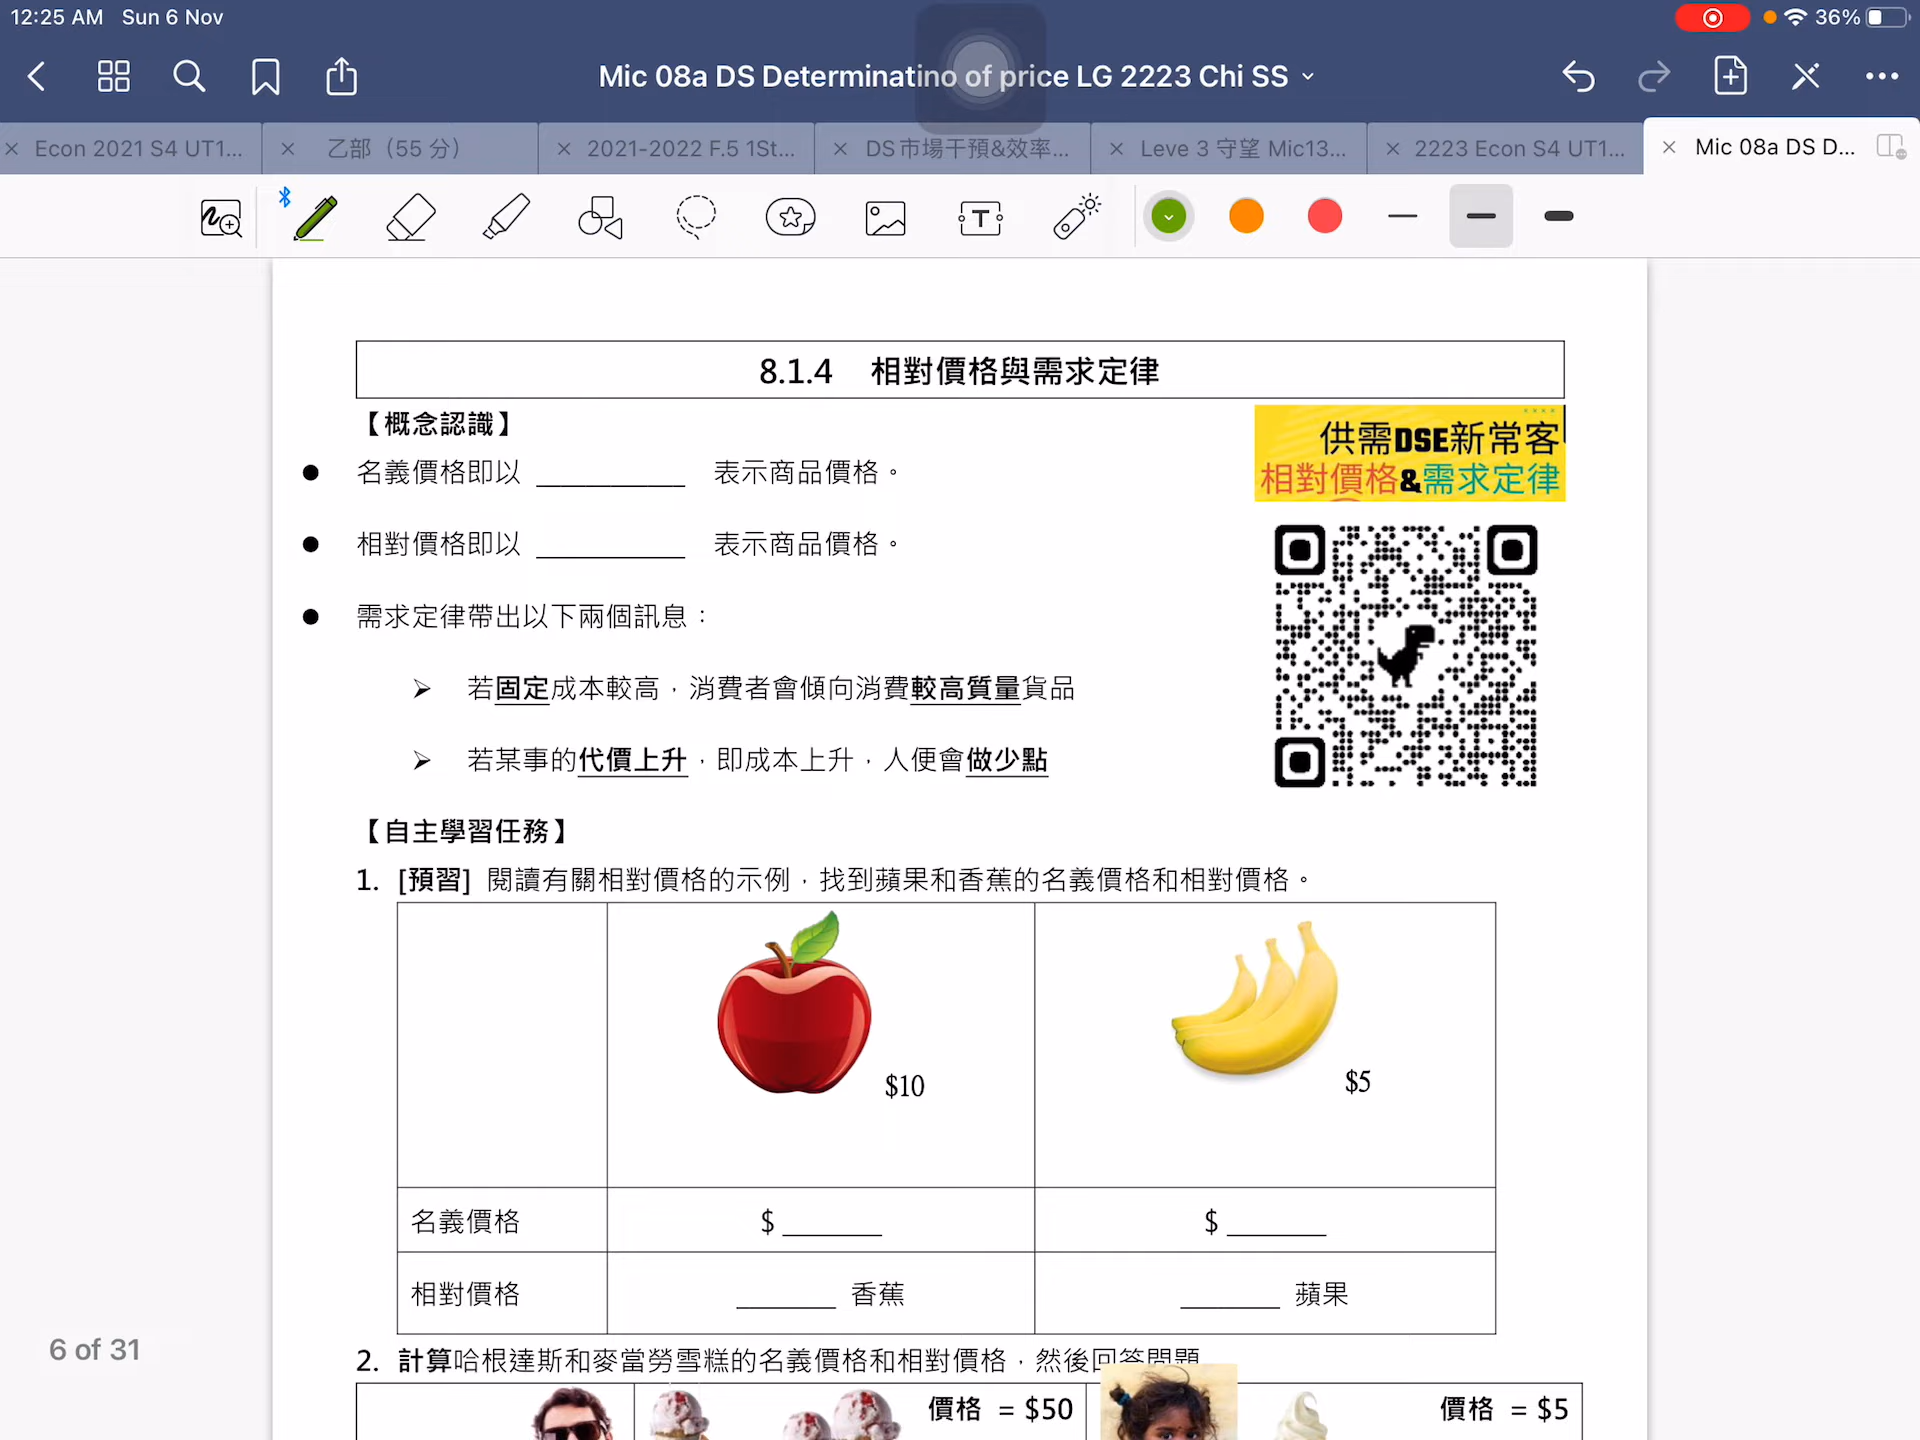 12:25 AM Sun 6 Nov
36%
Mic 08a DS Determinatino of price LG 2223 Chi SS
Econ 2021 S4 UT1...
乙部（55 分）
2021-2022 F.5 1St...
DS市場干預&效率...
Leve 3 守望 Mic13...
2223 Econ S4 UT1...
Mic 08a DS D...
8.1.4 相對價格與需求定律
【概念認識】
供需DSE新常客
相對價格&需求定律
● 名義價格即以 ___________ 表示商品價格。
● 相對價格即以 ___________ 表示商品價格。
● 需求定律帶出以下兩個訊息：
➢ 若固定成本較高，消費者會傾向消費較高質量貨品
➢ 若某事的代價上升，即成本上升，人便會做少點
【自主學習任務】
1. [預習] 閱讀有關相對價格的示例，找到蘋果和香蕉的名義價格和相對價格。
$10
$5
名義價格 $ _______ $ _______
相對價格 _______ 香蕉 _______ 蘋果
6 of 31
2. 計算哈根達斯和麥當勞雪糕的名義價格和相對價格，然後回答問題
價格 = $50
價格 = $5